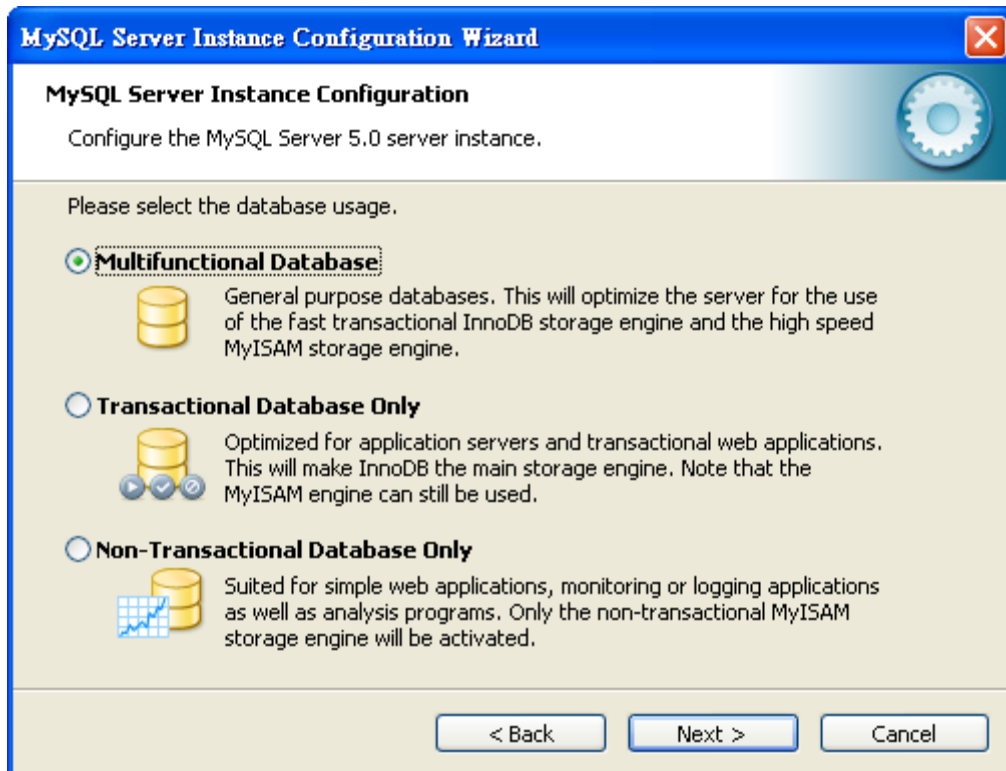 MySQL Server Instance Configuration Wizard
MySQL Server Instance Configuration
Configure the MySQL Server 5.0 server instance.
Please select the database usage.
Multifunctional Database
General purpose databases. This will optimize the server for the use
of the fast transactional InnoDB storage engine and the high speed
MyISAM storage engine.
Transactional Database Only
Optimized for application servers and transactional web applications.
This will make InnoDB the main storage engine. Note that the
MyISAM engine can still be used.
Non-Transactional Database Only
Suited for simple web applications, monitoring or logging applications
as well as analysis programs. Only the non-transactional MyISAM
storage engine will be activated.
< Back Next > Cancel